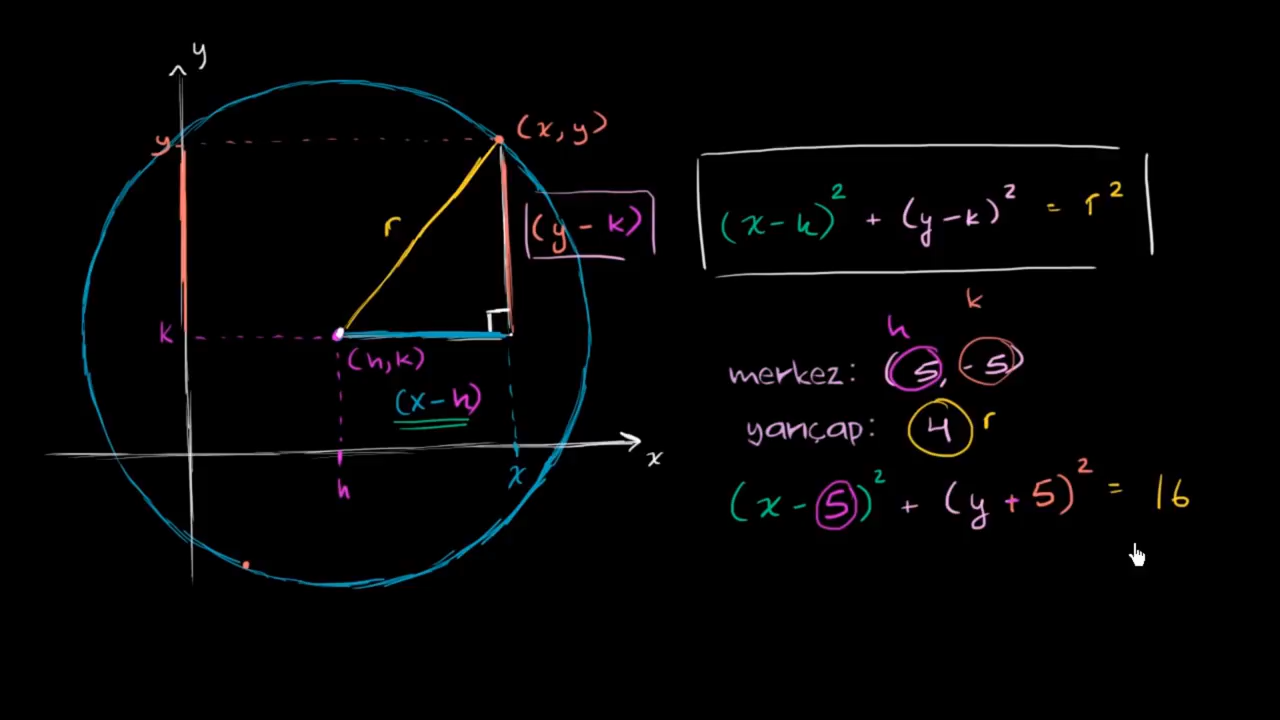 y
y
(x, y)
r
(y - k)
k
(h, k)
(x - h)
x
h
x
(x - h)² + (y - k)² = r²
h k
merkez: (5, -5)
yarıçap: 4 r
(x - 5)² + (y + 5)² = 16